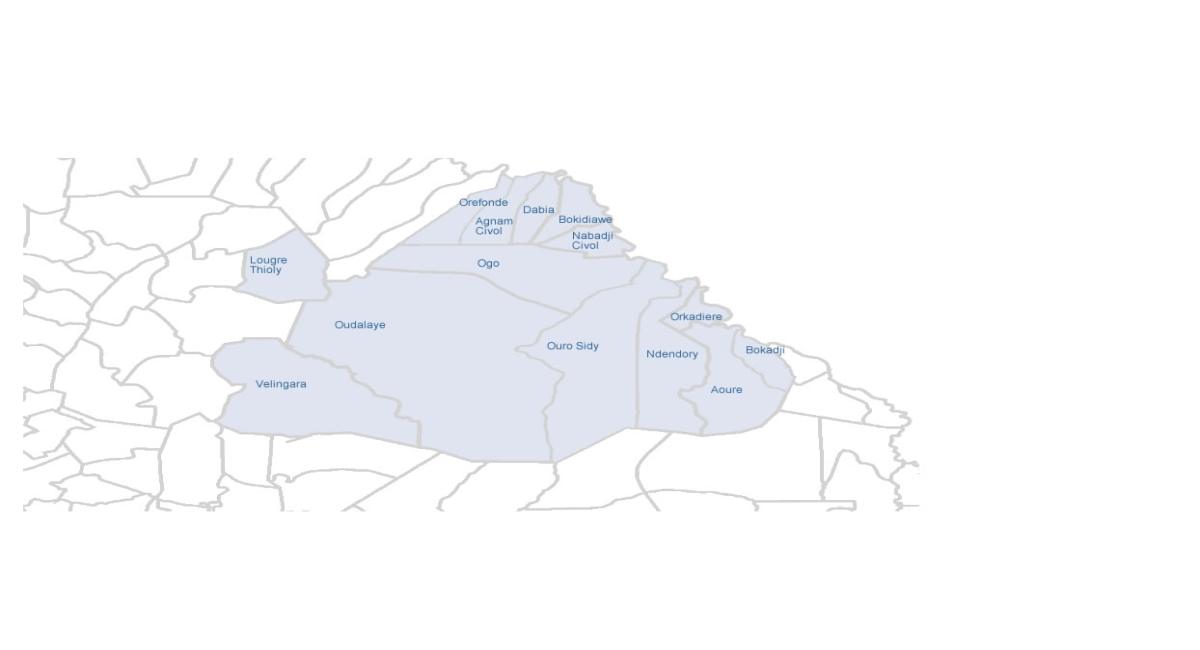 Orefonde
Dabia
Agnam
Civol
Bokidiawe
Nabadji
Civol
Lougre
Thioly
Ogo
Orkadiere
Oudalaye
Ouro Sidy
Ndendory
Bokadji
Velingara
Aoure